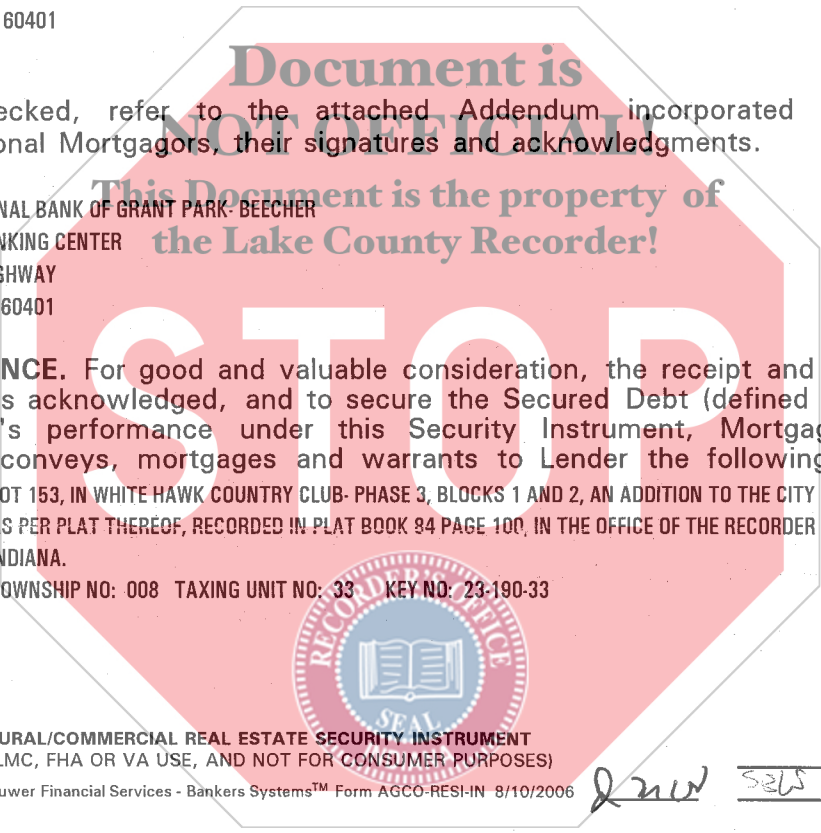 60401
Document is
ecked, refer to the attached Addendum incorporated
NOT OFFICIAL!
onal Mortgagors, their signatures and acknowledgments.
This Document is the property of
NAL BANK OF GRANT PARK- BEECHER
NKING CENTER
the Lake County Recorder!
GHWAY
60401
STOP
NCE. For good and valuable consideration, the receipt and
s acknowledged, and to secure the Secured Debt (defined
's performance under this Security Instrument, Mortgag
conveys, mortgages and warrants to Lender the following
OT 153, IN WHITE HAWK COUNTRY CLUB- PHASE 3, BLOCKS 1 AND 2, AN ADDITION TO THE CITY
S PER PLAT THEREOF, RECORDED IN PLAT BOOK 84 PAGE 100, IN THE OFFICE OF THE RECORDER
NDIANA.
OWNSHIP NO: 008 TAXING UNIT NO: 33 KEY NO: 23-190-33
RECORDER'S OFFICE
SEAL
INDIANA
URAL/COMMERCIAL REAL ESTATE SECURITY INSTRUMENT
LMC, FHA OR VA USE, AND NOT FOR CONSUMER PURPOSES)
uwer Financial Services - Bankers Systems™ Form AGCO-RESI-IN 8/10/2006